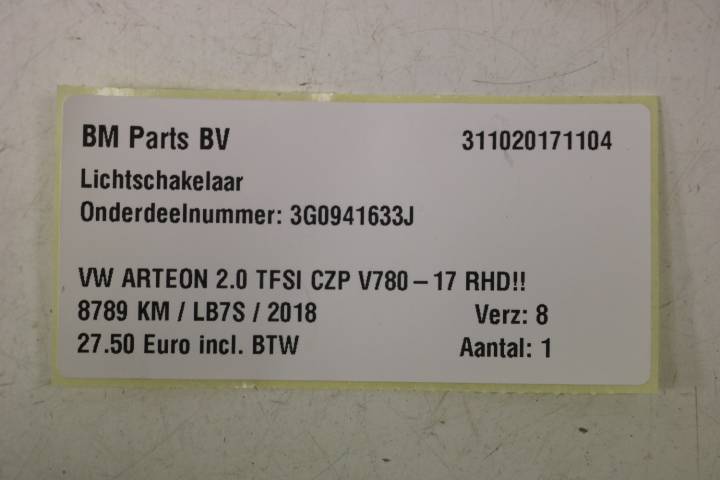 BM Parts BV 311020171104
Lichtschakelaar
Onderdeelnummer: 3G0941633J
VW ARTEON 2.0 TFSI CZP V780-17 RHD!!
8789 KM / LB7S / 2018 Verz: 8
27.50 Euro incl. BTW Aantal: 1